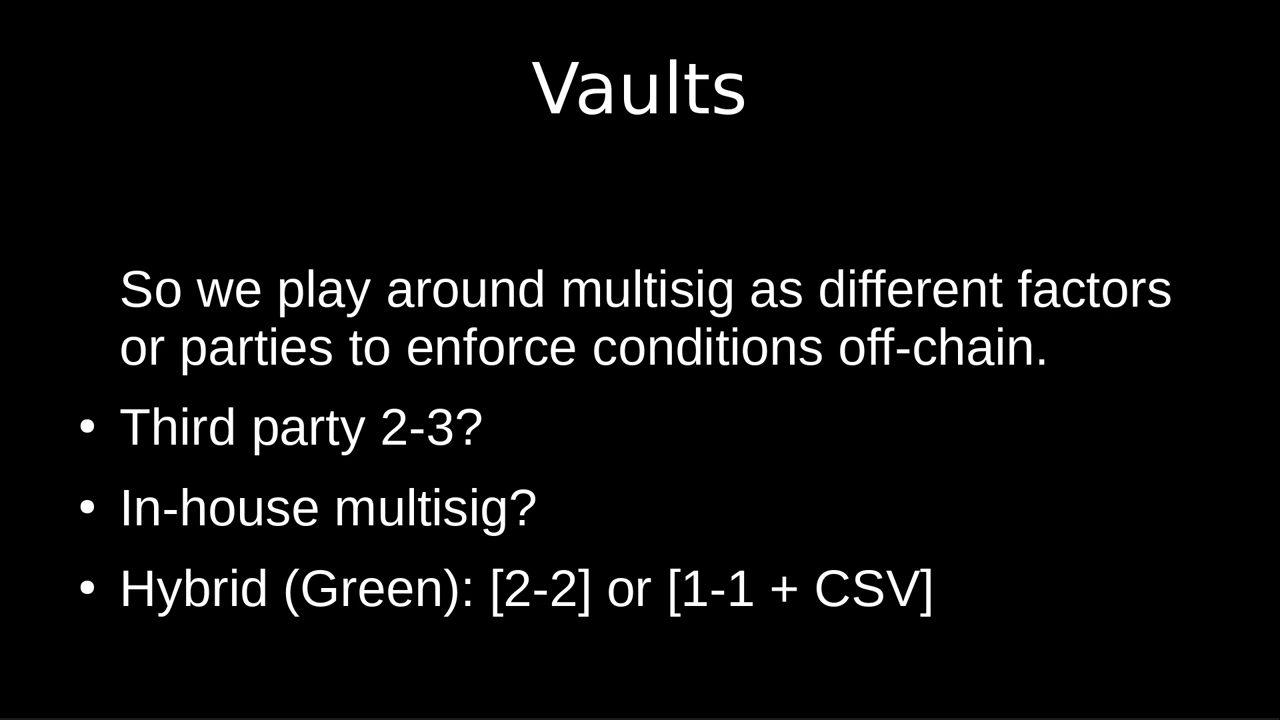 Vaults
So we play around multisig as different factors
or parties to enforce conditions off-chain.
• Third party 2-3?
• In-house multisig?
• Hybrid (Green): [2-2] or [1-1 + CSV]